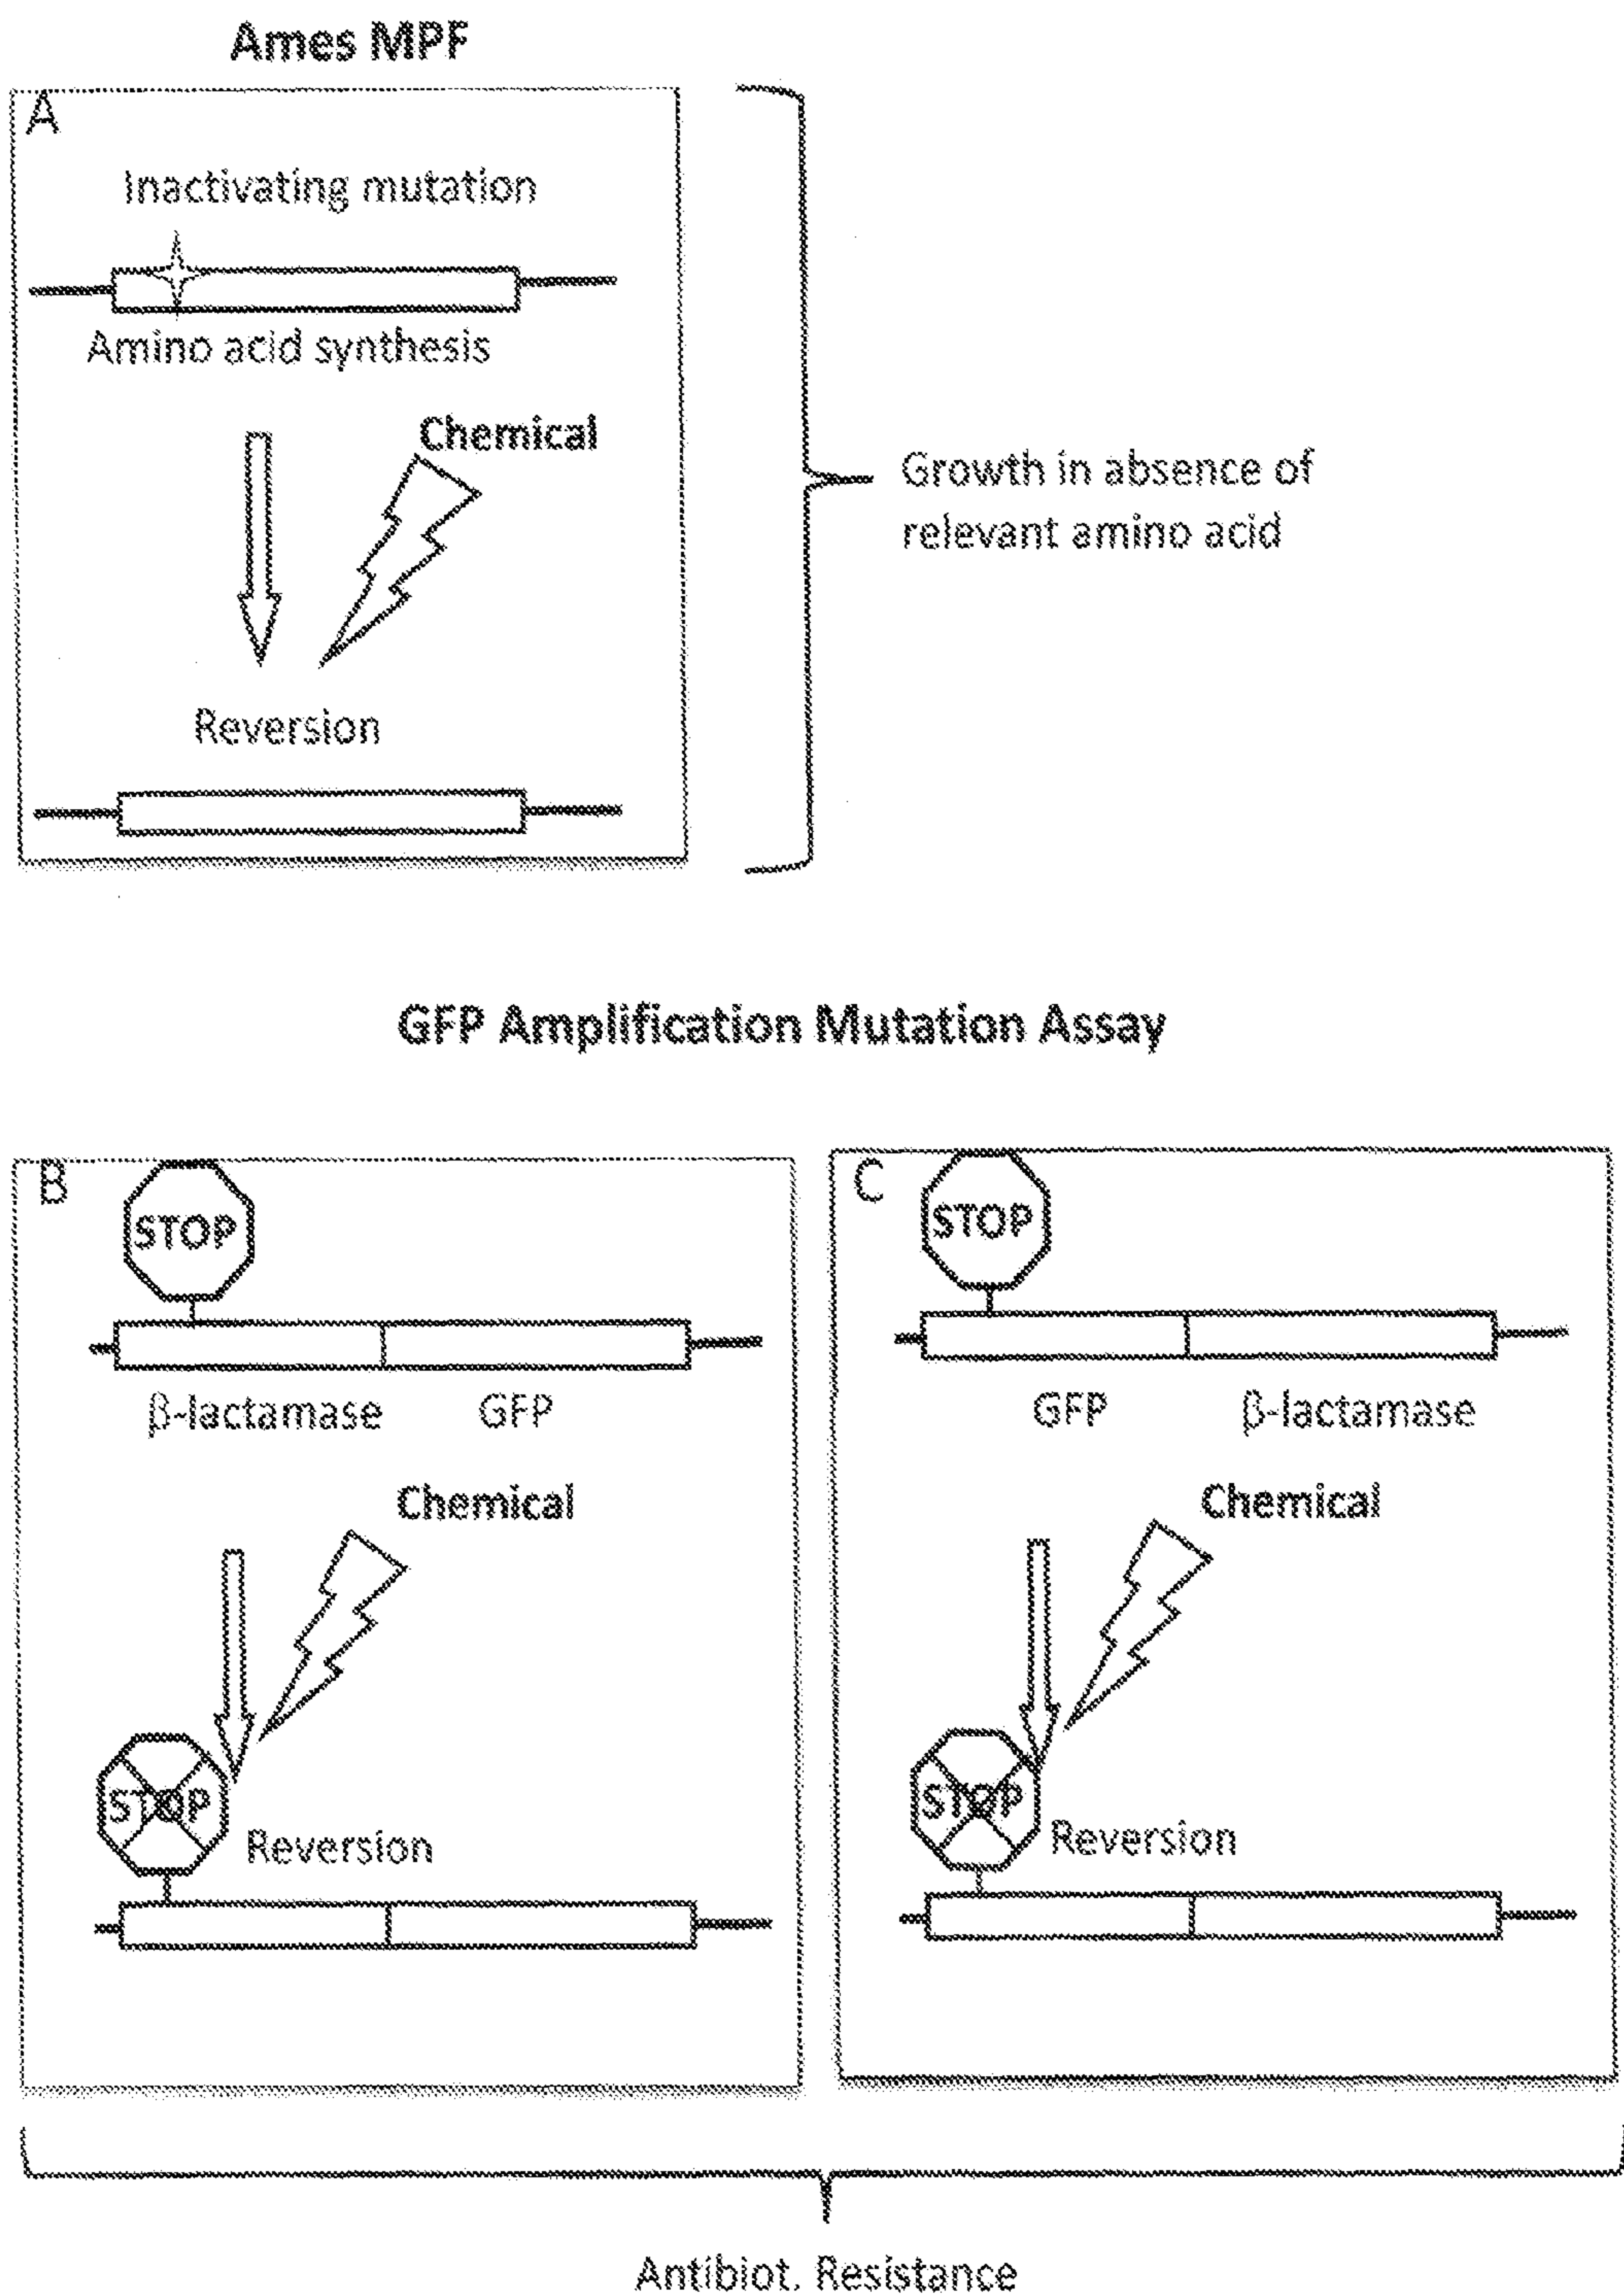 Ames MPF
A
Inactivating mutation
Amino acid synthesis
Chemical
Growth in absence of
relevant amino acid
Reversion
GFP Amplification Mutation Assay
B
STOP
β-lactamase
GFP
Chemical
STOP
Reversion
C
STOP
GFP
β-lactamase
Chemical
STOP
Reversion
Antibiot. Resistance